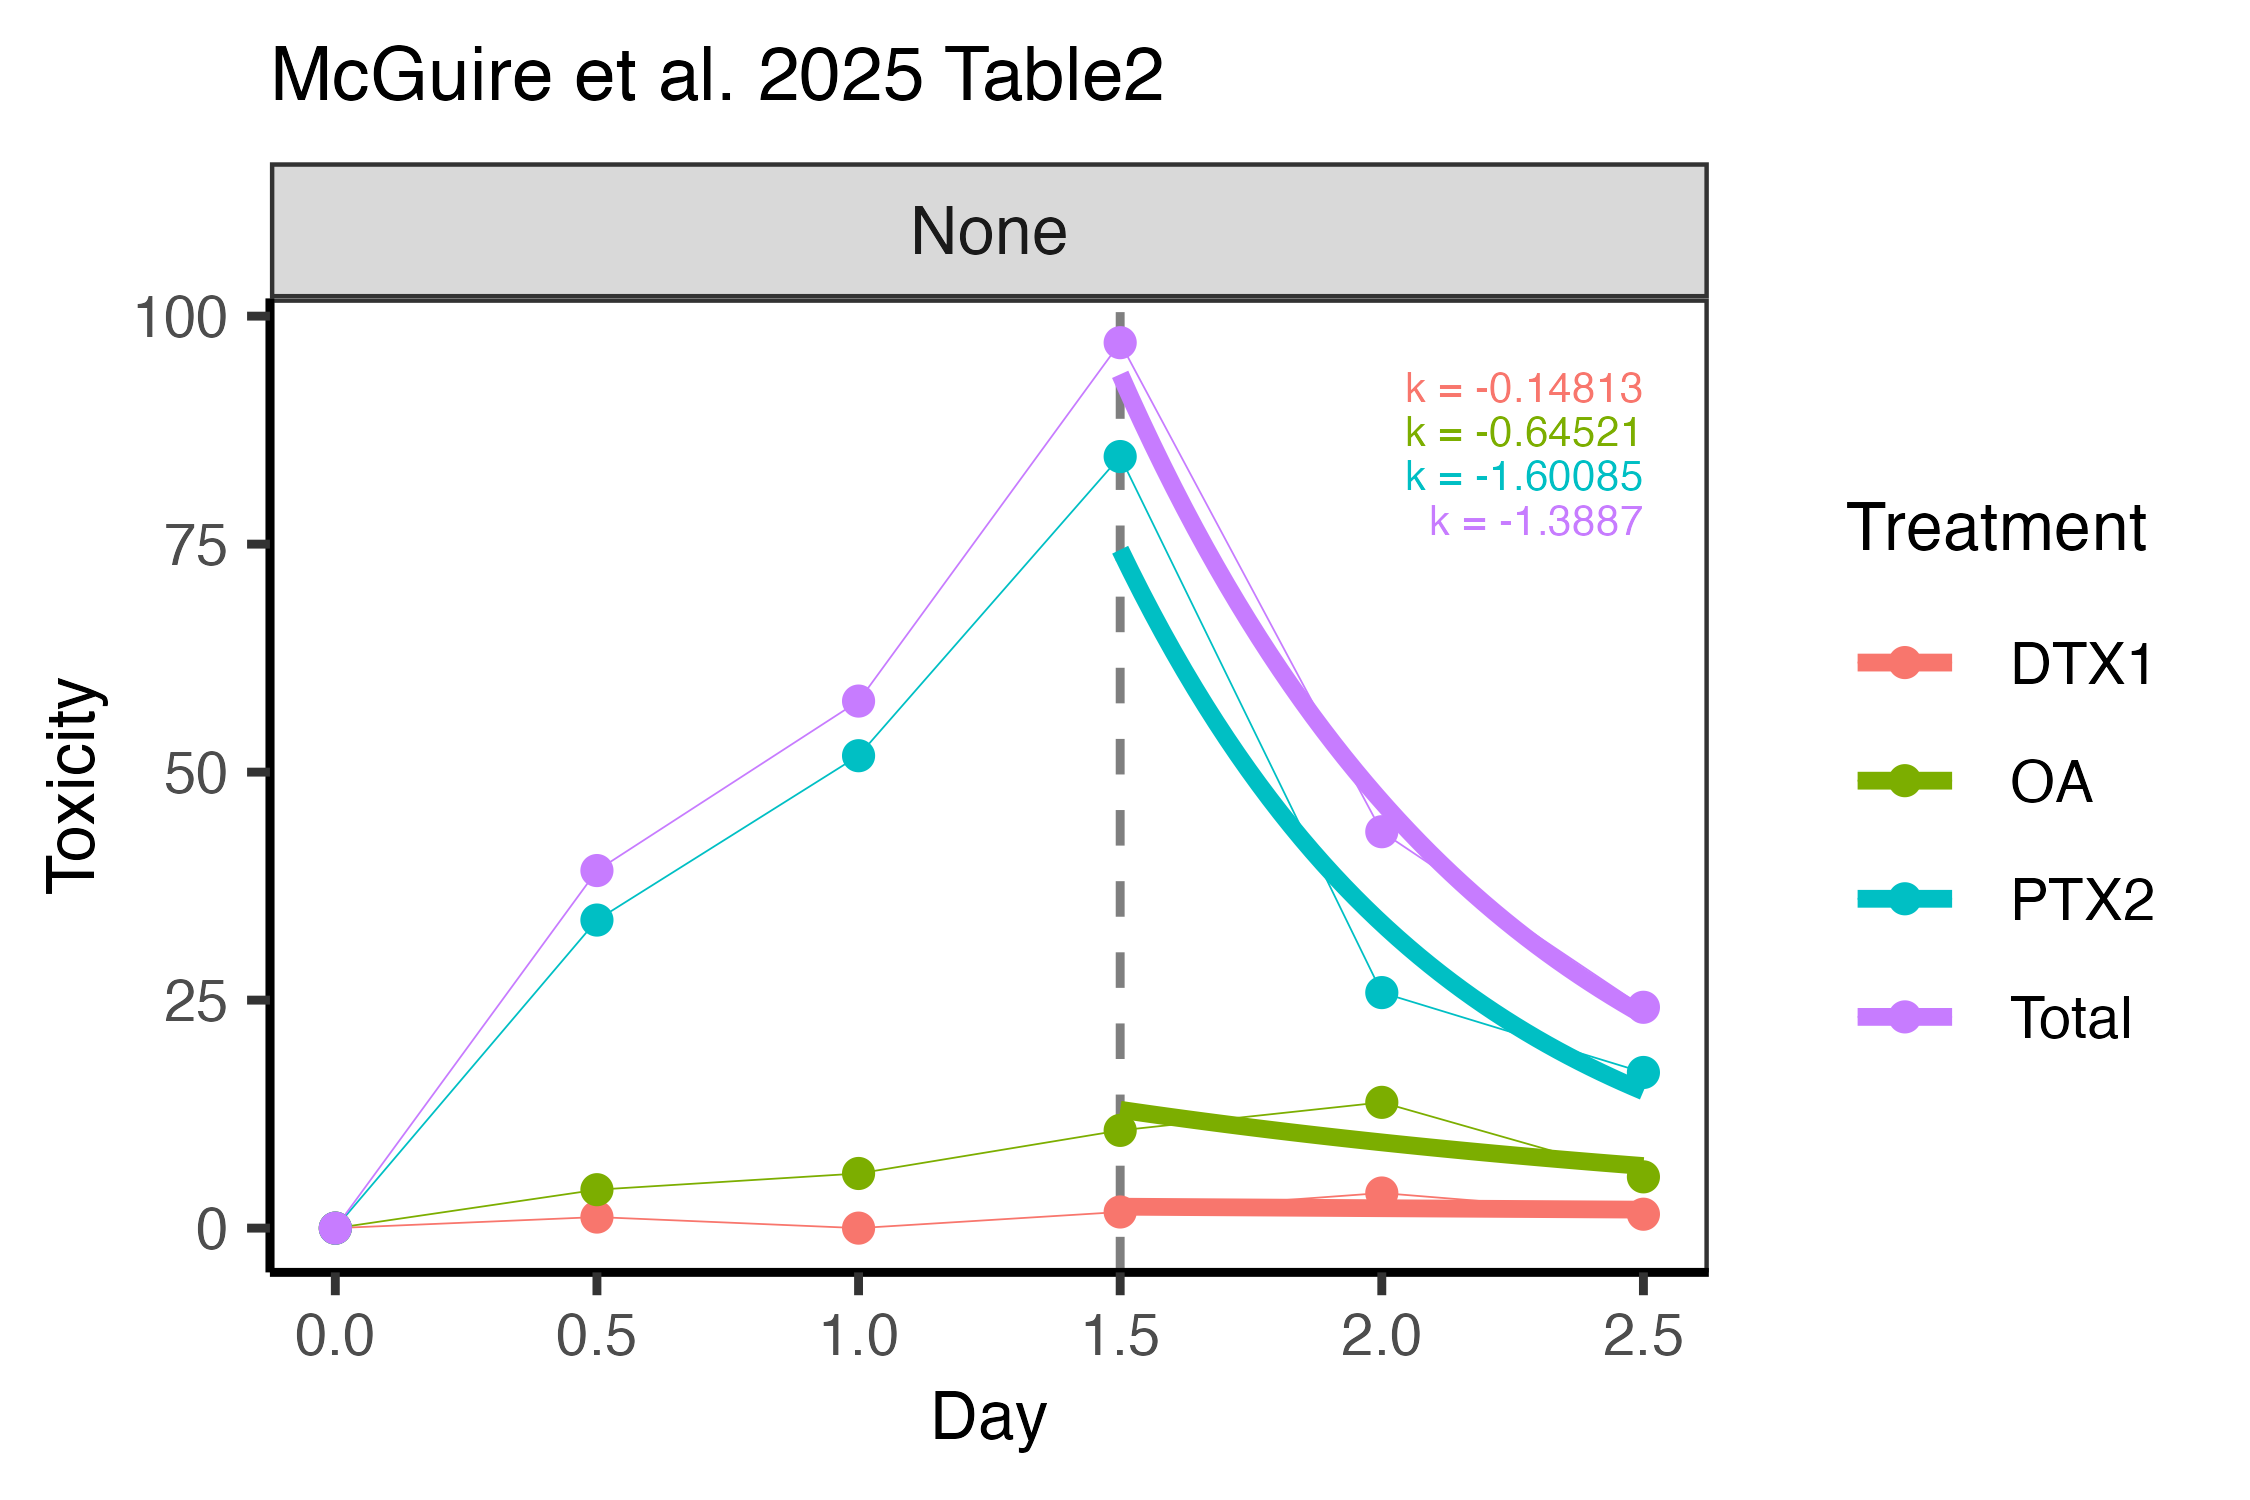 McGuire et al. 2025 Table2
None
100
75
50
25
0
Toxicity
k = -0.14813
k = -0.64521
k = -1.60085
k = -1.3887
0.0 0.5 1.0 1.5 2.0 2.5
Day
Treatment
DTX1
OA
PTX2
Total